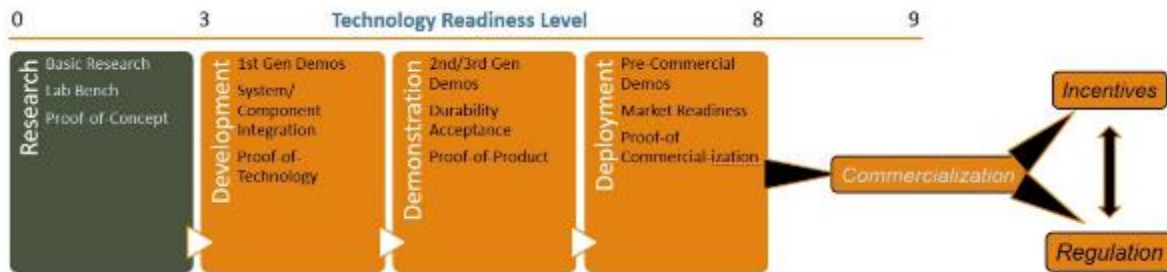 0 3 Technology Readiness Level 8 9
Research
Basic Research
Lab Bench
Proof-of-Concept
Development
1st Gen Demos
System/
Component
Integration
Proof-of-
Technology
Demonstration
2nd/3rd Gen
Demos
Durability
Acceptance
Proof-of-Product
Deployment
Pre-Commercial
Demos
Market Readiness
Proof-of
Commercial-ization
Commercialization
Incentives
Regulation